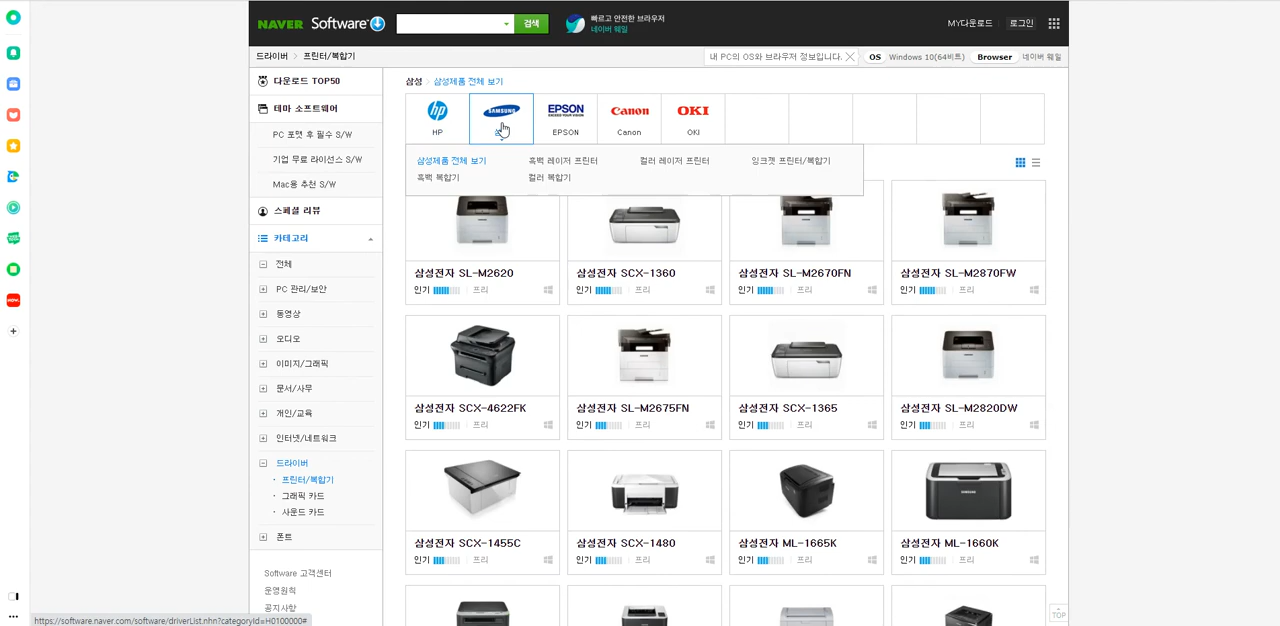 NAVER Software 검색 빠르고 안전한 브라우저 MY다운로드 로그인
네이버 웨일
드라이버 > 프린터/복합기 내 PC의 OS와 브라우저 정보입니다. OS Windows 10(64비트) Browser 네이버 웨일
다운로드 TOP50
테마 소프트웨어
PC 포맷 후 필수 S/W
기업 무료 라이선스 S/W
Mac용 추천 S/W
스페셜 리뷰
카테고리
전체
PC 관리/보안
동영상
오디오
이미지/그래픽
문서/사무
개인/교육
인터넷/네트워크
드라이버
· 프린터/복합기
· 그래픽 카드
· 사운드 카드
폰트
Software 고객센터
운영원칙
공지사항
삼성 > 삼성제품 전체 보기
hp SAMSUNG EPSON Canon OKI
EXCEED YOUR VISION
HP EPSON Canon OKI
삼성제품 전체 보기 흑백 레이저 프린터 컬러 레이저 프린터 잉크젯 프린터/복합기
흑백 복합기 컬러 복합기
삼성전자 SL-M2620 삼성전자 SCX-1360 삼성전자 SL-M2670FN 삼성전자 SL-M2870FW
인기 프리 인기 프리 인기 프리 인기 프리
삼성전자 SCX-4622FK 삼성전자 SL-M2675FN 삼성전자 SCX-1365 삼성전자 SL-M2820DW
인기 프리 인기 프리 인기 프리 인기 프리
삼성전자 SCX-1455C 삼성전자 SCX-1480 삼성전자 ML-1665K 삼성전자 ML-1660K
인기 프리 인기 프리 인기 프리 인기 프리
TOP
https://software.naver.com/software/driverList.nhn?categoryId=H0100000#